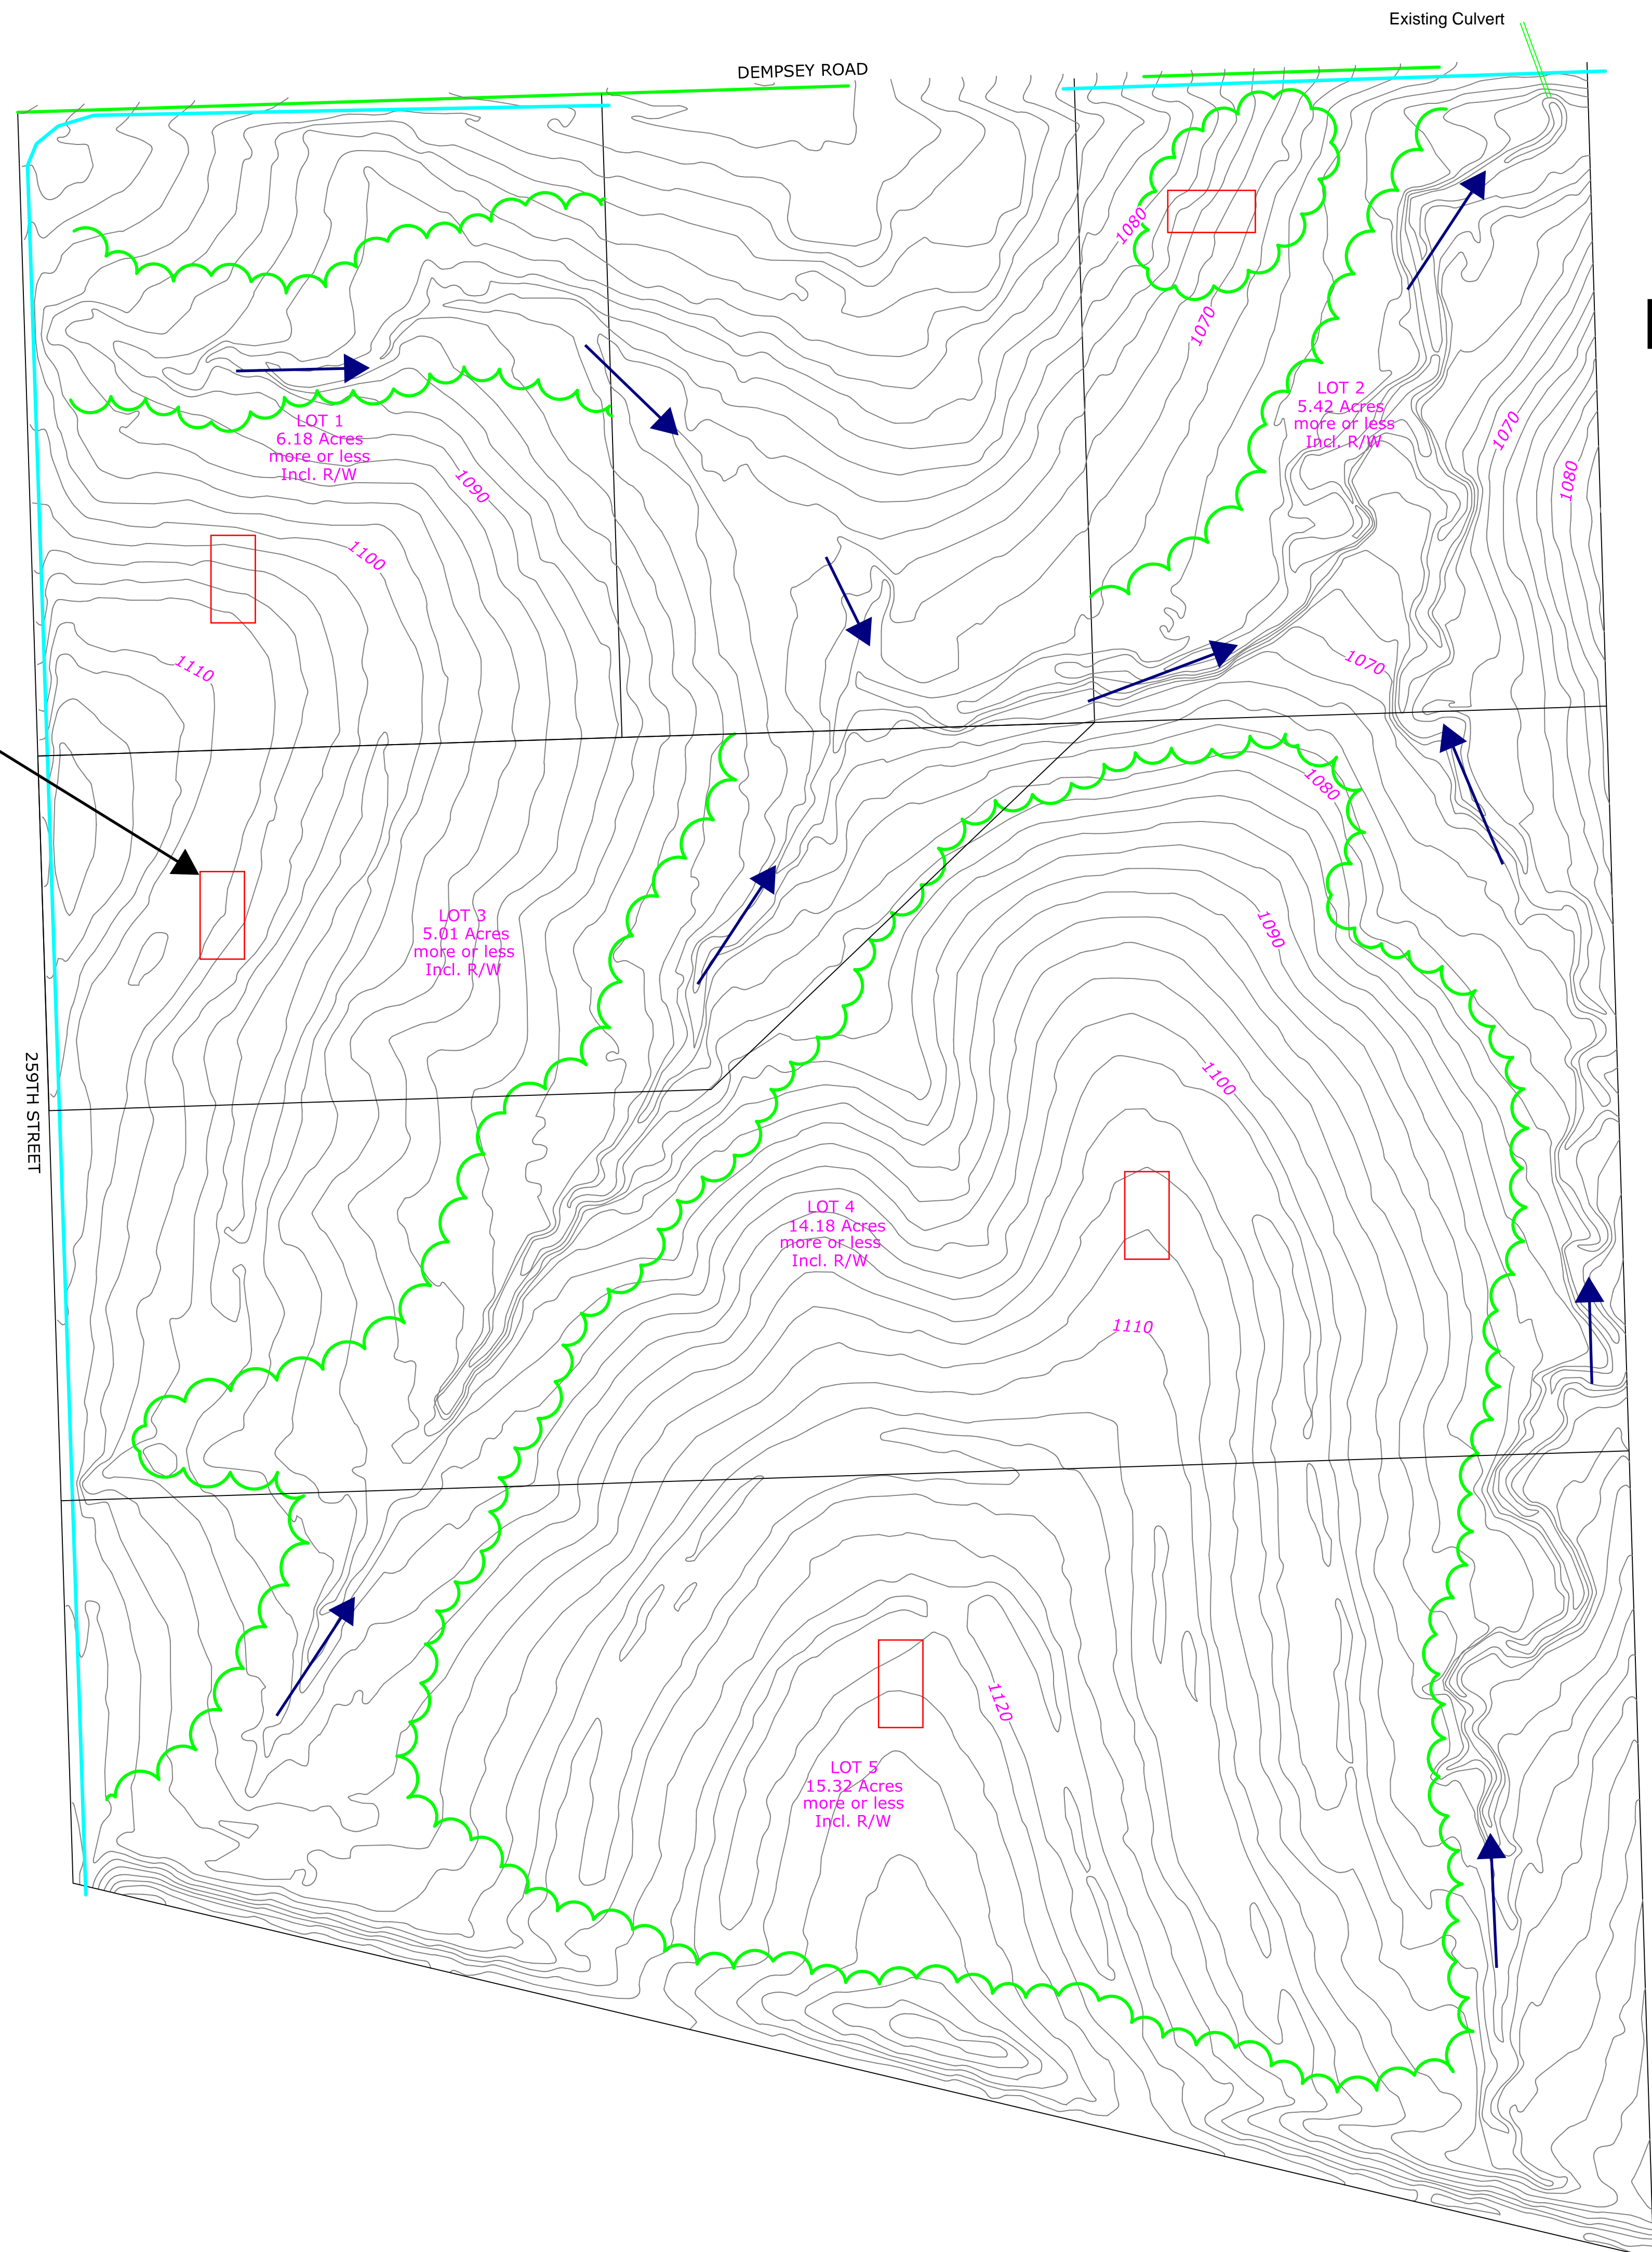 Existing Culvert
DEMPSEY ROAD
1080
1070
LOT 2
5.42 Acres
more or less
Incl. R/W
LOT 1
6.18 Acres
more or less
Incl. R/W
1070
1080
1090
1100
1110
1070
1080
LOT 3
5.01 Acres
more or less
Incl. R/W
1090
259TH STREET
1100
LOT 4
14.18 Acres
more or less
Incl. R/W
1110
1120
LOT 5
15.32 Acres
more or less
Incl. R/W